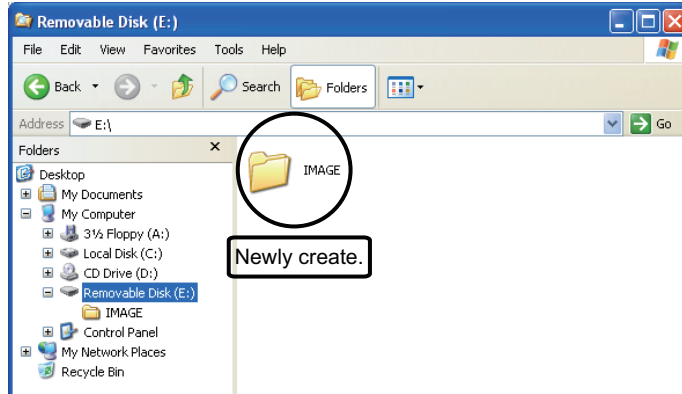 Removable Disk (E:)
File Edit View Favorites Tools Help
Back Search Folders
Address E:\ Go
Folders x
Desktop
My Documents
My Computer
3½ Floppy (A:)
Local Disk (C:)
CD Drive (D:)
Removable Disk (E:)
IMAGE
Control Panel
My Network Places
Recycle Bin
IMAGE
Newly create.